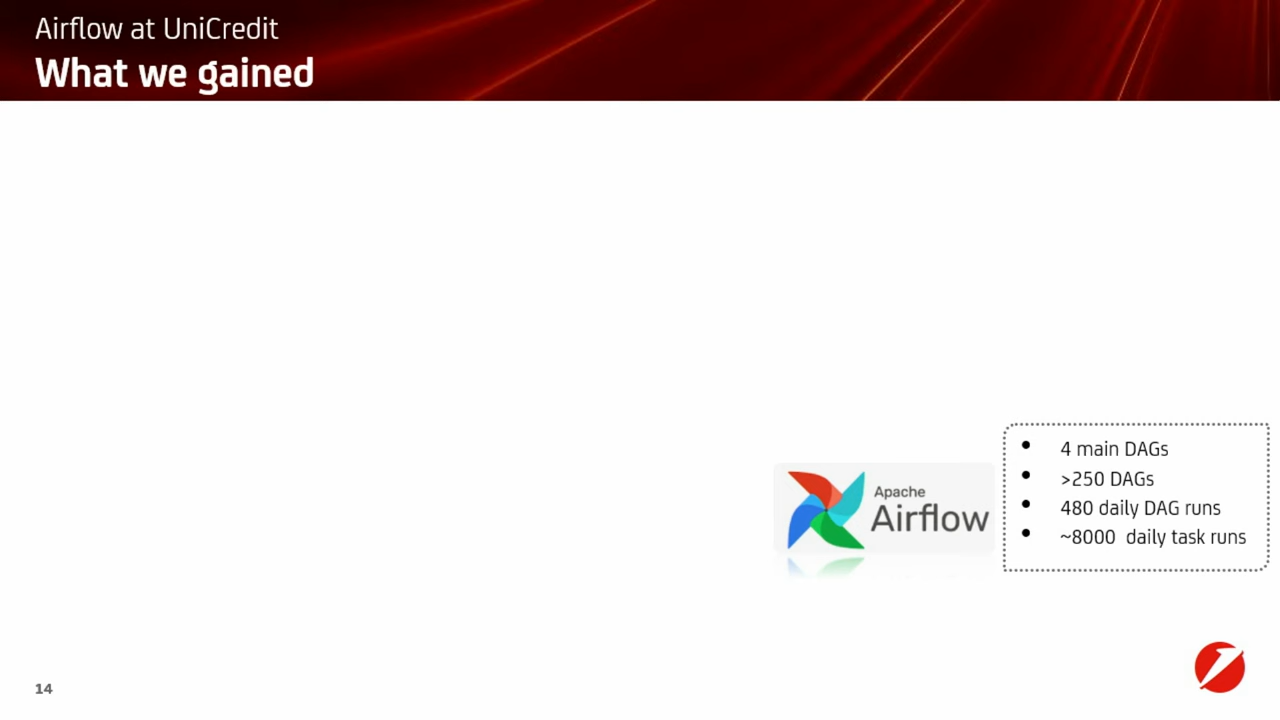 Airflow at UniCredit
What we gained
Apache
Airflow
• 4 main DAGs
• >250 DAGs
• 480 daily DAG runs
• ~8000  daily task runs
14